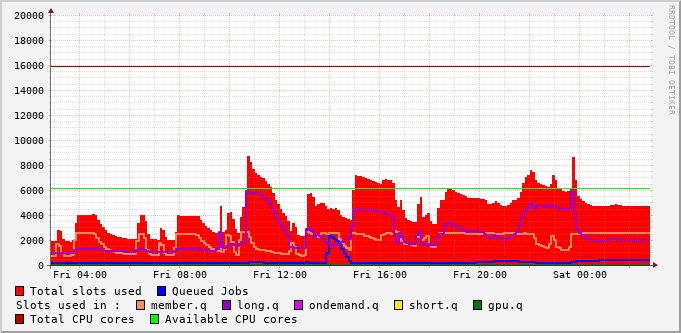 RRDTOOL / TOBI OETIKER
20000
18000
16000
14000
12000
10000
8000
6000
4000
2000
0
Fri 04:00 Fri 08:00 Fri 12:00 Fri 16:00 Fri 20:00 Sat 00:00
Total slots used Queued Jobs
Slots used in : member.q long.q ondemand.q short.q gpu.q
Total CPU cores Available CPU cores